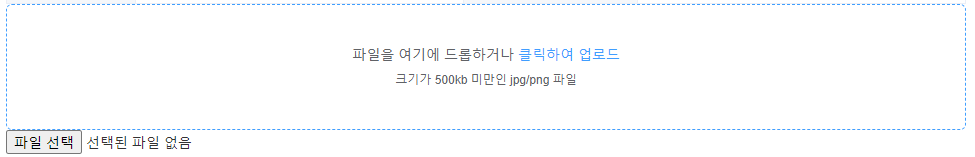 파일을 여기에 드롭하거나 클릭하여 업로드
크기가 500kb 미만인 jpg/png 파일
파일 선택 선택된 파일 없음